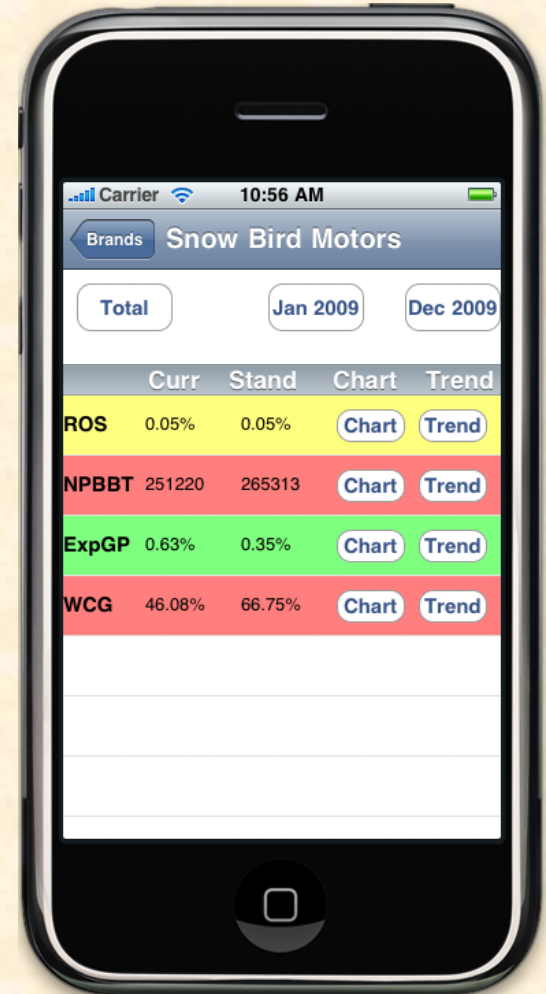 Carrier 10:56 AM
Brands Snow Bird Motors
Total Jan 2009 Dec 2009
Curr Stand Chart Trend
ROS 0.05% 0.05% Chart Trend
NPBBT 251220 265313 Chart Trend
ExpGP 0.63% 0.35% Chart Trend
WCG 46.08% 66.75% Chart Trend